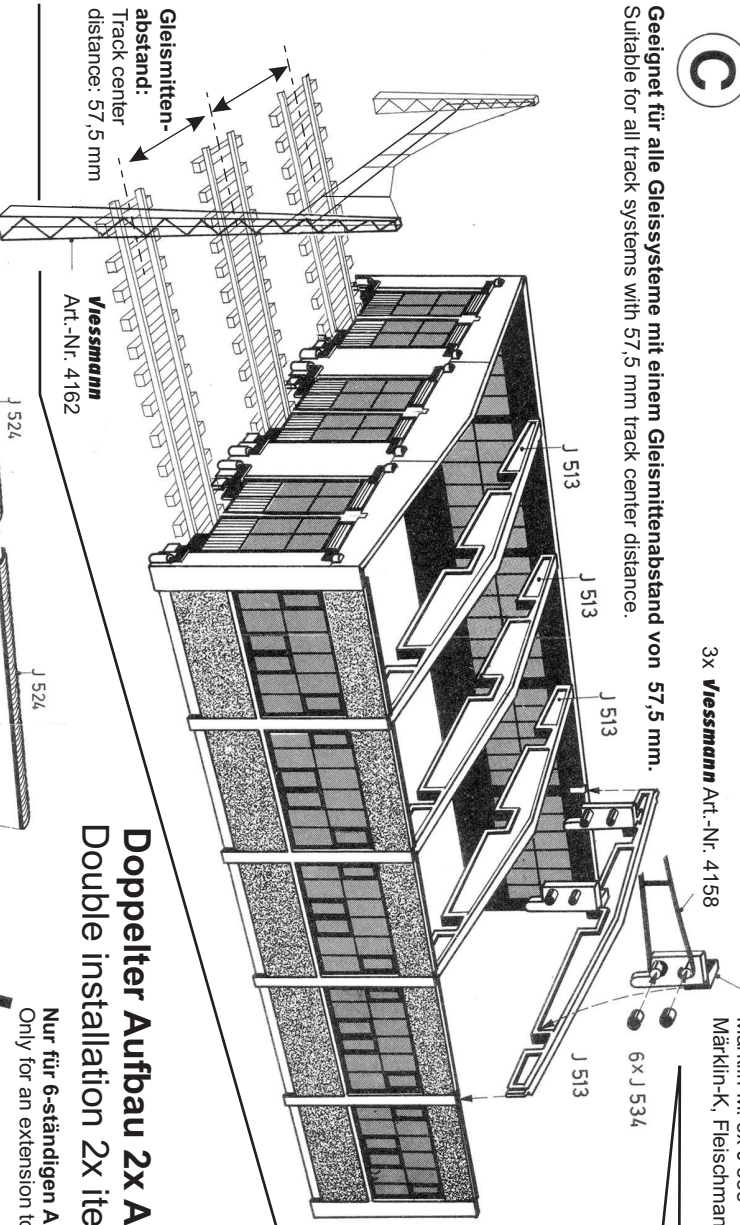 C
Geeignet für alle Gleissysteme mit einem Gleismittenabstand von 57,5 mm.
Suitable for all track systems with 57,5 mm track center distance.
3x Viessmann Art.-Nr. 4158
Märklin-K, Fleischman
6x J 534
J 513
J 513
J 513
J 513
Gleismitten-
abstand:
Track center
distance: 57,5 mm
Viessmann
Art.-Nr. 4162
J 524
J 524
Doppelter Aufbau 2x A
Double installation 2x ite
Nur für 6-ständigen A
Only for an extension to